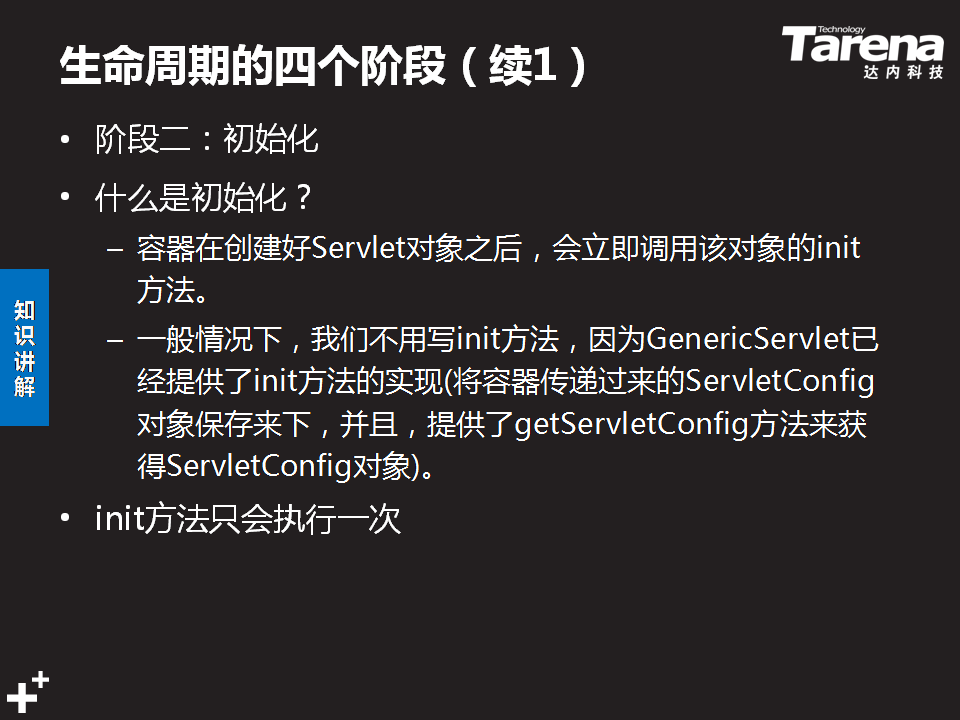 生命周期的四个阶段（续1）
Technology
Tarena
达内科技
• 阶段二：初始化
• 什么是初始化？
– 容器在创建好Servlet对象之后，会立即调用该对象的init
方法。
– 一般情况下，我们不用写init方法，因为GenericServlet已
经提供了init方法的实现(将容器传递过来的ServletConfig
对象保存来下，并且，提供了getServletConfig方法来获
得ServletConfig对象)。
• init方法只会执行一次
知识讲解